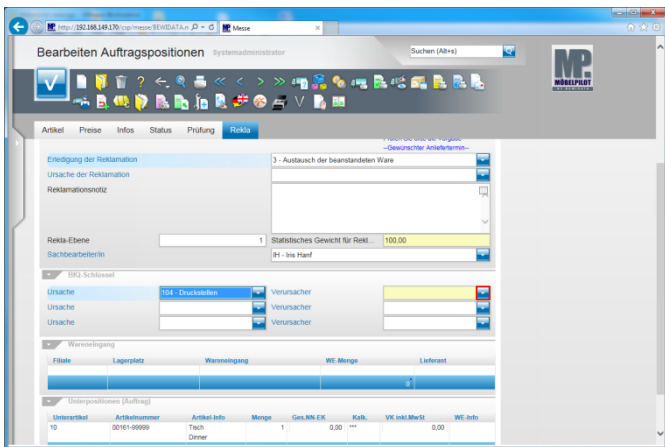 http://192.168.149.170/csp/messe/BEWIDATA.n
Messe
Bearbeiten Auftragspositionen Systemadministrator
Suchen (Alt+s)
MP
MÖBELPILOT
Artikel Preise Infos Status Prüfung Rekla
--Gewünschter Anliefertermin--
Erledigung der Reklamation 3 - Austausch der beanstandeten Ware
Ursache der Reklamation
Reklamationsnotiz
Rekla-Ebene 1 Statistisches Gewicht für Rekl... 100,00
Sachbearbeiter/in IH - Iris Hanf
BIQ-Schlüssel
Ursache 104 - Druckstellen Verursacher
Ursache Verursacher
Ursache Verursacher
Wareneingang
Filiale Lagerplatz Wareneingang WE-Menge Lieferant
Unterpositionen (Auftrag)
Unterartikel Artikelnummer Artikel-Info Menge Ges.NN-EK Kalk. VK inkl.MwSt WE-Info
10 00161-99999 Tisch 1 0,00 *** 0,00
Dinner